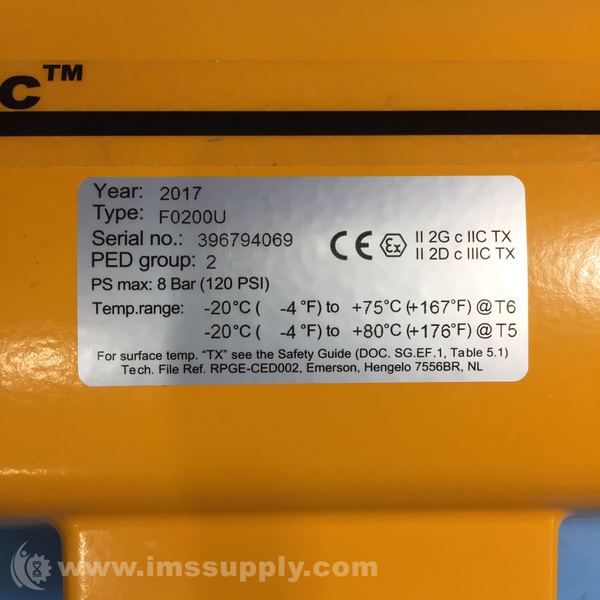 C™
Year: 2017
Type: F0200U
Serial no.: 396794069
PED group: 2
PS max: 8 Bar (120 PSI)
CE Ex II 2G c IIC TX
II 2D c IIIC TX
Temp.range: -20°C ( -4°F) to +75°C (+167°F) @ T6
-20°C ( -4°F) to +80°C (+176°F) @ T5
For surface temp. "TX" see the Safety Guide (DOC. SG.EF.1, Table 5.1)
Tech. File Ref. RPGE-CED002, Emerson, Hengelo 7556BR, NL
www.imssupply.com